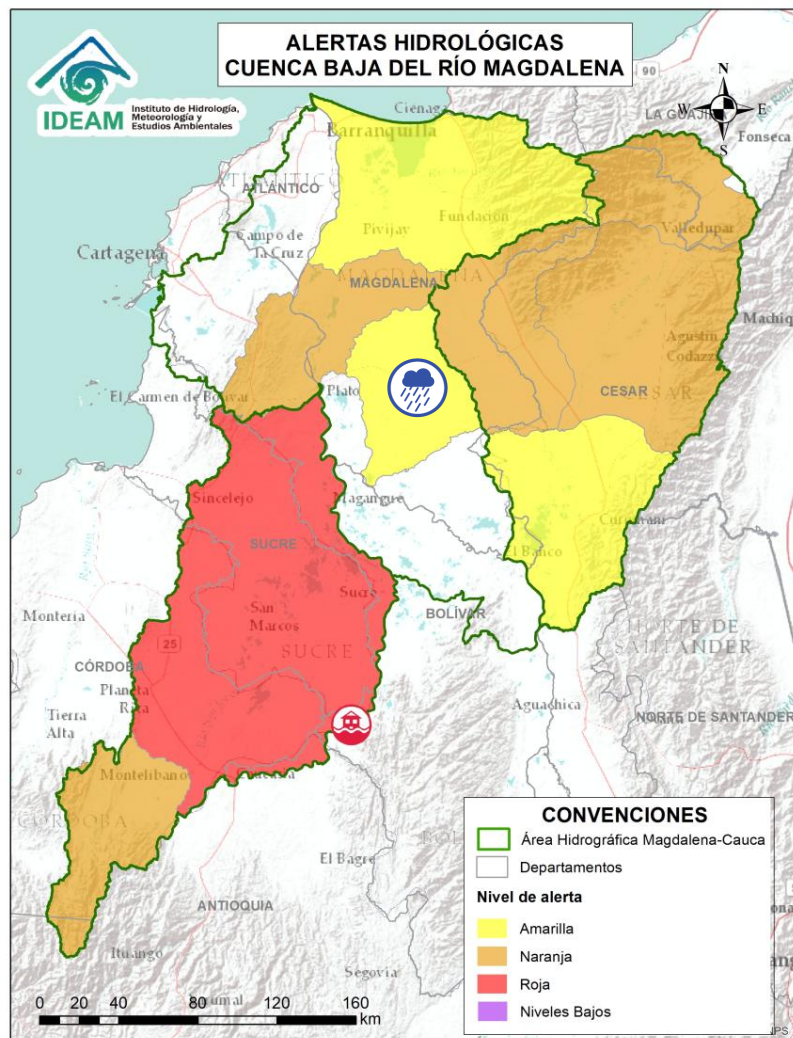 ALERTAS HIDROLÓGICAS
CUENCA BAJA DEL RÍO MAGDALENA
IDEAM
Instituto de Hidrología,
Meteorología y
Estudios Ambientales
90
N
W
E
S
LA GUAJIRA
Fonseca
Ciénaga
Barranquilla
ATLÁNTICO
Pivijay
Fundación
Valledupar
Cartagena
Campo de
La Cruz
MAGDALENA
MAGDALENA
Agustín
Codazzi
El Carmen de Bolívar
Plato
CESAR
Sincelejo
Magangue
SUCRE
El Banco
Sucre
BOLÍVAR
Montería
San
Marcos
SUCRE
NORTE DE
SANTANDER
25
CÓRDOBA
Planeta
Rica
Tierra
Alta
Aguachica
NORTE DE SANTANDER
Montelíbano
El Bagre
ANTIOQUIA
Ituango
Segovia
0 20 40 80 120 160
km
CONVENCIONES
Área Hidrográfica Magdalena-Cauca
Departamentos
Nivel de alerta
Amarilla
Naranja
Roja
Niveles Bajos